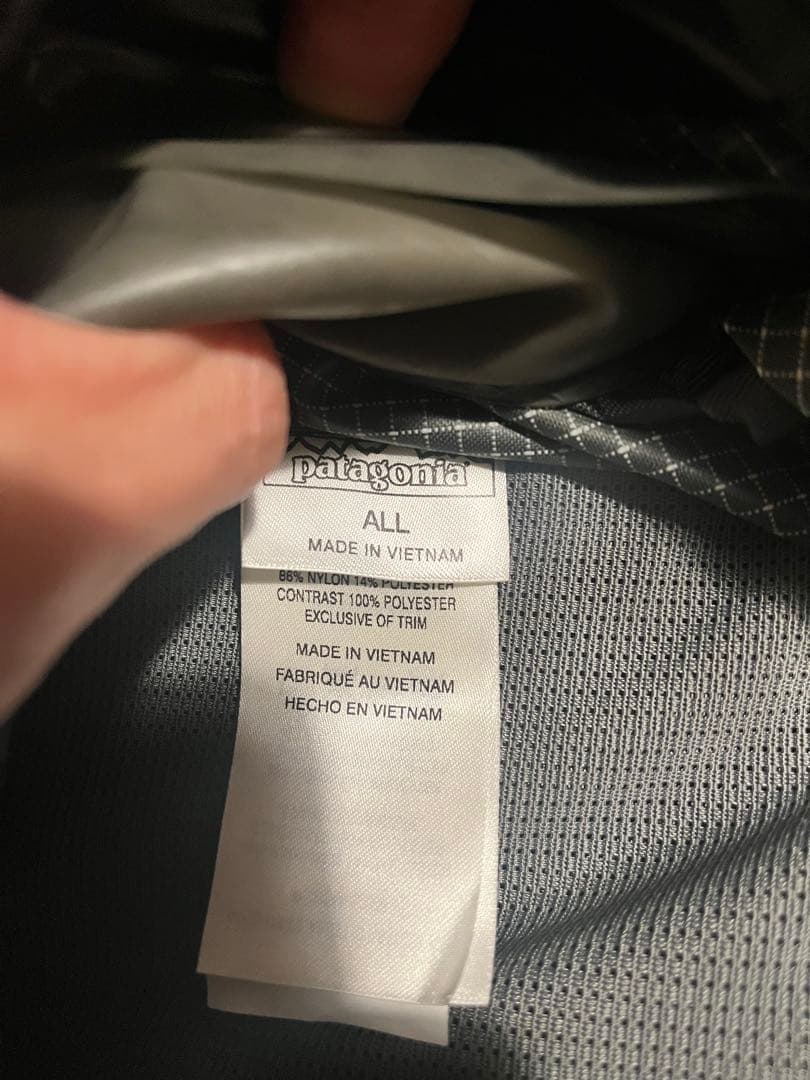 patagonia
ALL
MADE IN VIETNAM
86% NYLON 14% POLYESTER
CONTRAST 100% POLYESTER
EXCLUSIVE OF TRIM
MADE IN VIETNAM
FABRIQUÉ AU VIETNAM
HECHO EN VIETNAM